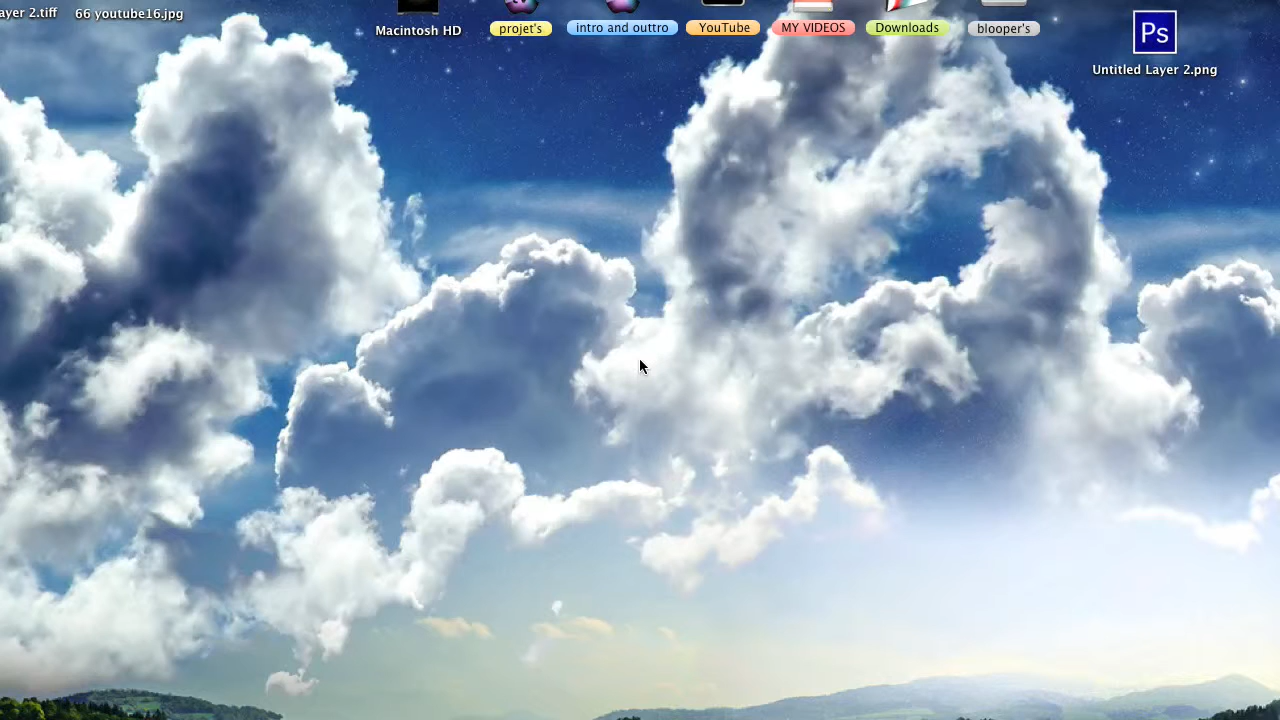 ayer 2.tiff
66 youtube16.jpg
Macintosh HD
projet's
intro and outtro
YouTube
MY VIDEOS
Downloads
blooper's
Ps
Untitled Layer 2.png